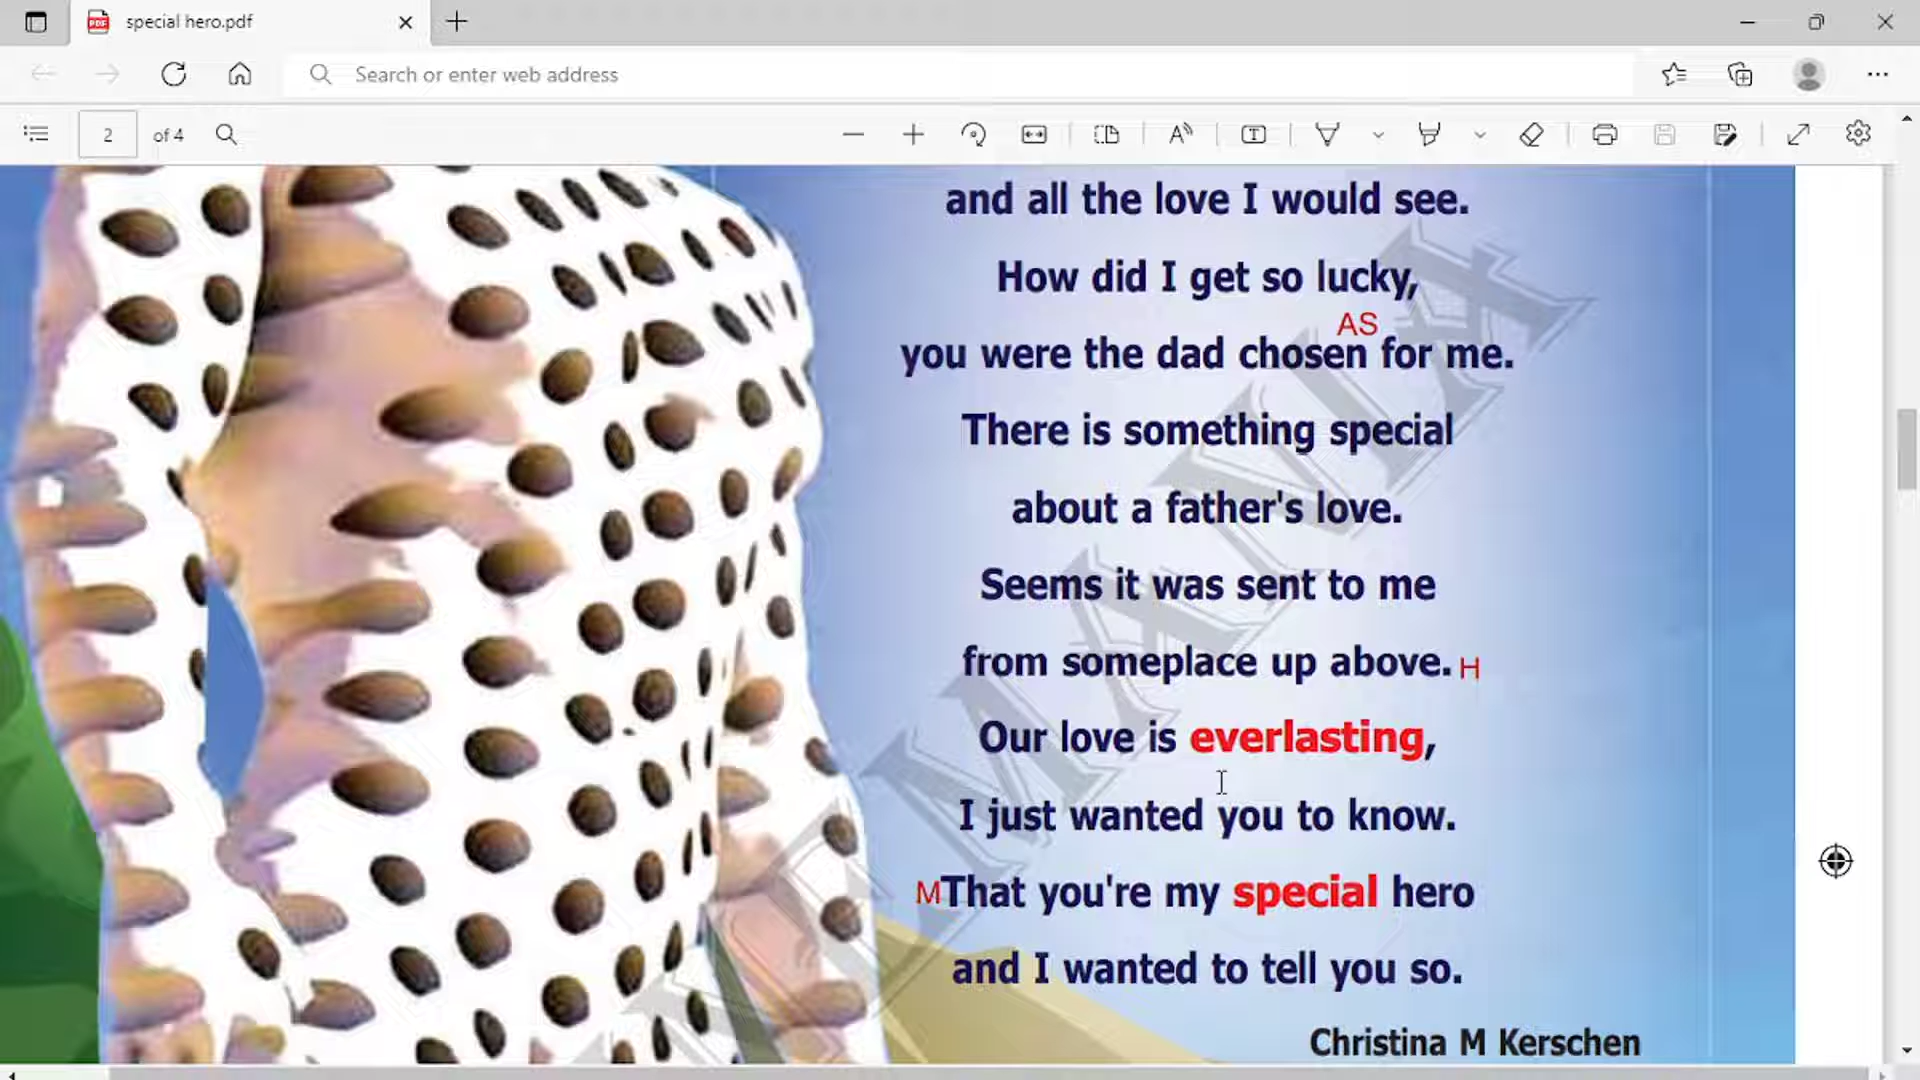 special hero.pdf
Search or enter web address
2 of 4
and all the love I would see.
How did I get so lucky,
AS
you were the dad chosen for me.
There is something special
about a father's love.
Seems it was sent to me
from someplace up above. H
Our love is everlasting,
I just wanted you to know.
M That you're my special hero
and I wanted to tell you so.
Christina M Kerschen